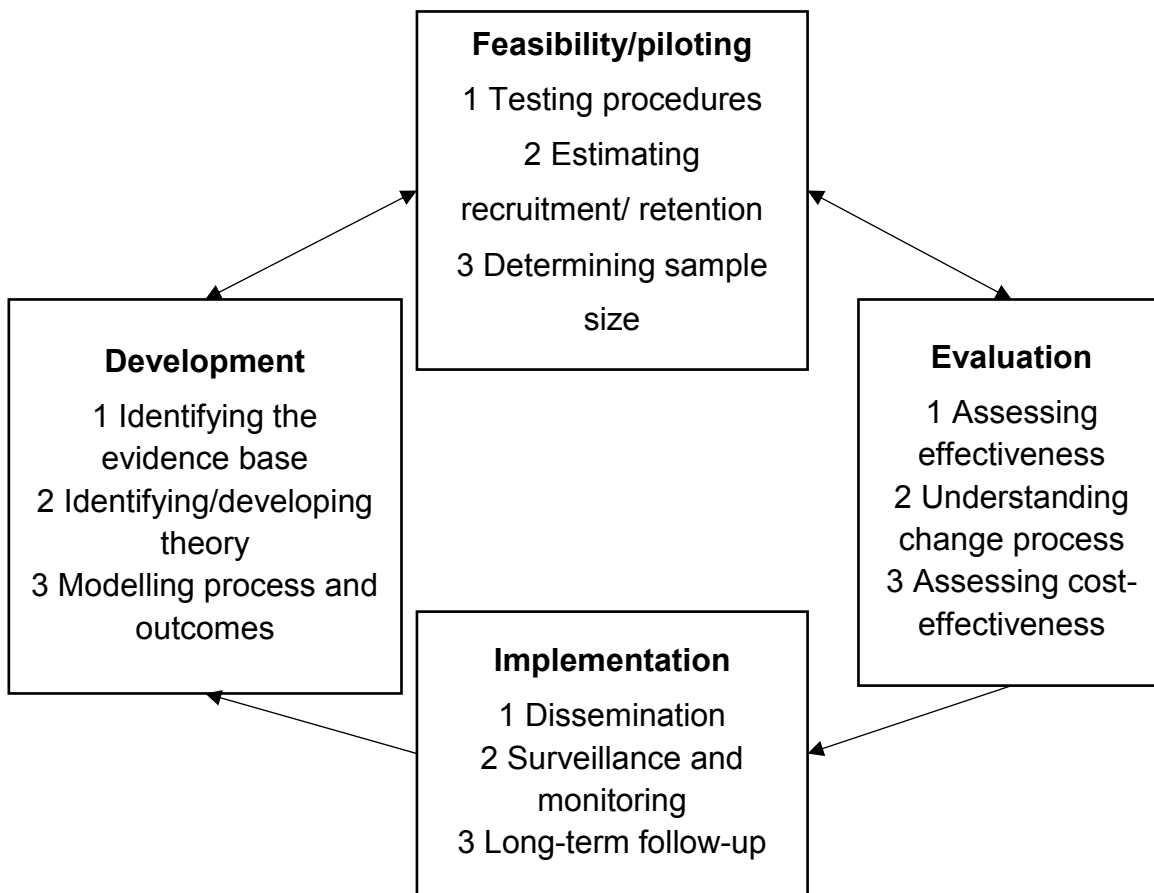 Feasibility/piloting
1 Testing procedures
2 Estimating
recruitment/ retention
3 Determining sample
size
Development
1 Identifying the
evidence base
2 Identifying/developing
theory
3 Modelling process and
outcomes
Evaluation
1 Assessing
effectiveness
2 Understanding
change process
3 Assessing cost-
effectiveness
Implementation
1 Dissemination
2 Surveillance and
monitoring
3 Long-term follow-up